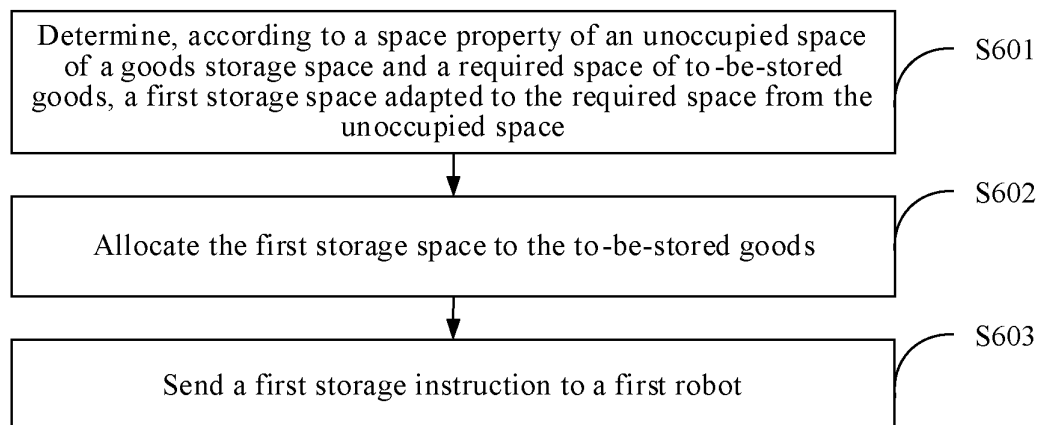 Determine, according to a space property of an unoccupied space
of a goods storage space and a required space of to-be-stored
goods, a first storage space adapted to the required space from the
unoccupied space
S601
Allocate the first storage space to the to-be-stored goods
S602
Send a first storage instruction to a first robot
S603